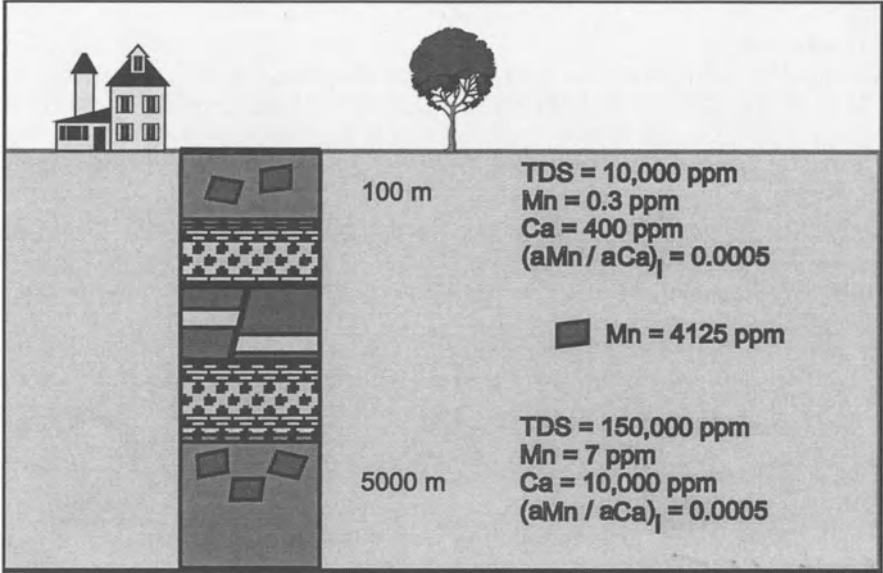 100 m
TDS = 10,000 ppm
Mn = 0.3 ppm
Ca = 400 ppm
(aMn / aCa)l = 0.0005
Mn = 4125 ppm
5000 m
TDS = 150,000 ppm
Mn = 7 ppm
Ca = 10,000 ppm
(aMn / aCa)l = 0.0005